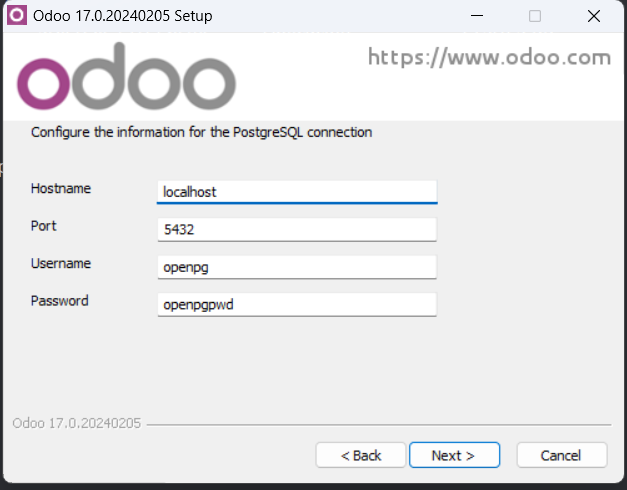 Odoo 17.0.20240205 Setup
odoo
https://www.odoo.com
Configure the information for the PostgreSQL connection
Hostname
localhost
Port
5432
Username
openpg
Password
openpgpwd
Odoo 17.0.20240205
< Back
Next >
Cancel